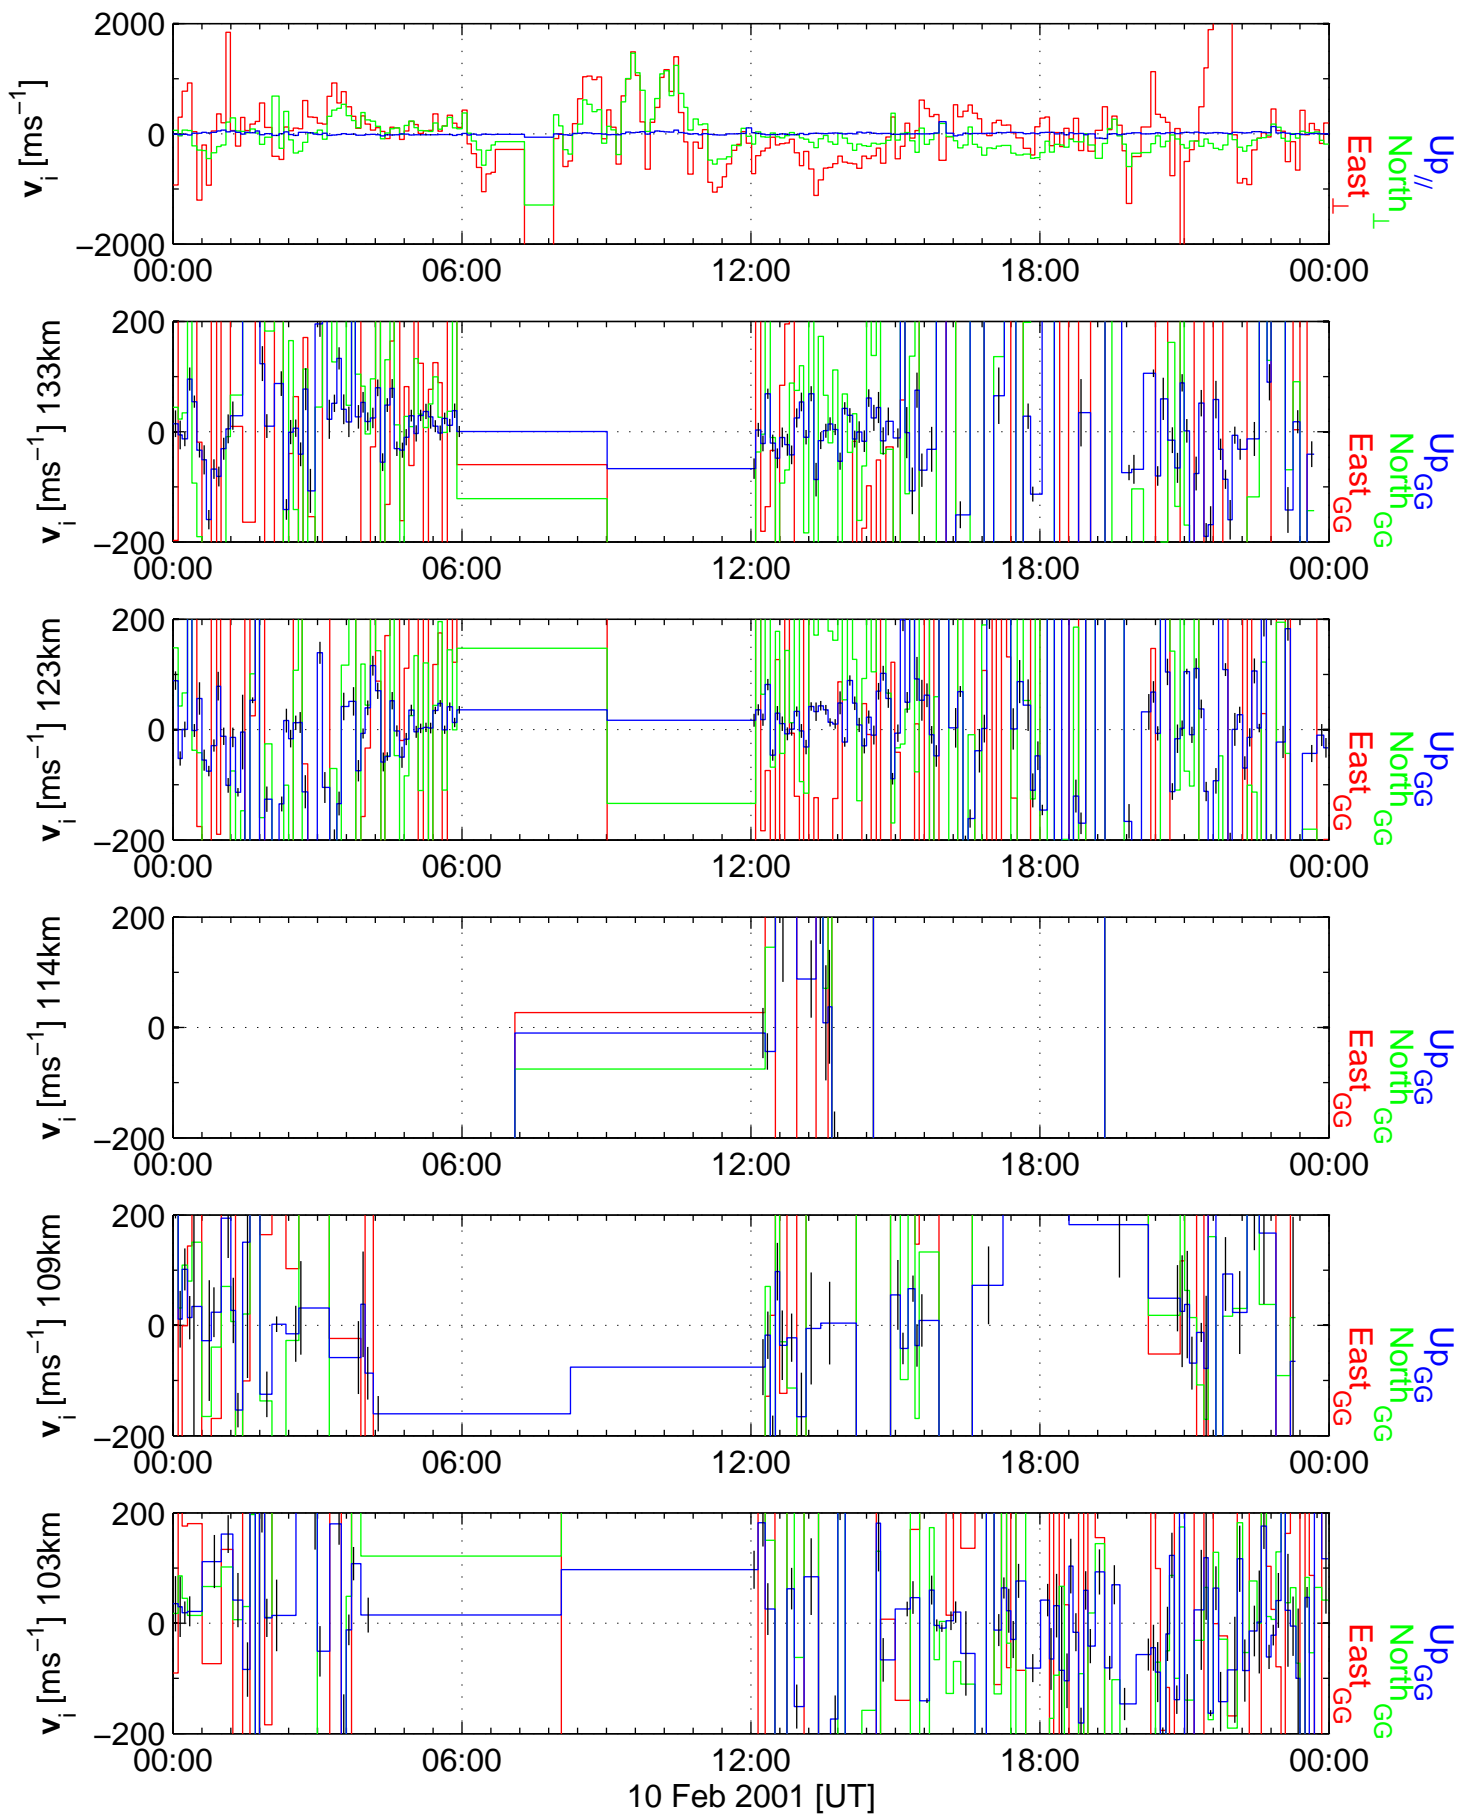 2000
0
−2000
v_i [ms^−1]
00:00 06:00 12:00 18:00 00:00
East_⊥
North_⊥
Up_//
200
0
−200
v_i [ms^−1] 133km
00:00 06:00 12:00 18:00 00:00
East_GG
North_GG
Up_GG
200
0
−200
v_i [ms^−1] 123km
00:00 06:00 12:00 18:00 00:00
East_GG
North_GG
Up_GG
200
0
−200
v_i [ms^−1] 114km
00:00 06:00 12:00 18:00 00:00
East_GG
North_GG
Up_GG
200
0
−200
v_i [ms^−1] 109km
00:00 06:00 12:00 18:00 00:00
East_GG
North_GG
Up_GG
200
0
−200
v_i [ms^−1] 103km
00:00 06:00 12:00 18:00 00:00
East_GG
North_GG
Up_GG
10 Feb 2001 [UT]